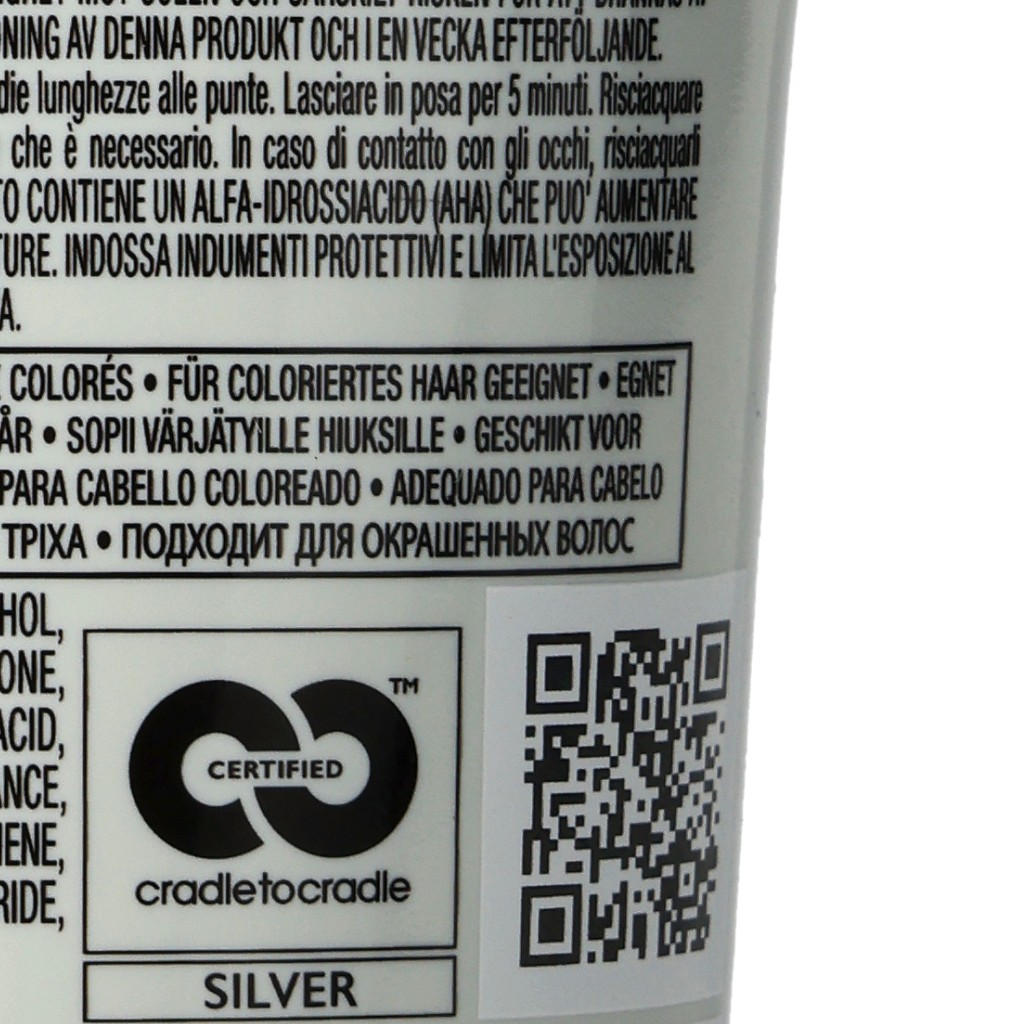 NING AV DENNA PRODUKT OCH I EN VECKA EFTERFÖLJANDE.
die lunghezze alle punte. Lasciare in posa per 5 minuti. Risciacquare
che è necessario. In caso di contatto con gli occhi, risciacquarli
TO CONTIENE UN ALFA-IDROSSIACIDO (AHA) CHE PUO' AUMENTARE
URE. INDOSSA INDUMENTI PROTETTIVI E LIMITA L'ESPOSIZIONE AL
A.
COLORÉS • FÜR COLORIERTES HAAR GEEIGNET • EGNET
ÅR • SOPII VÄRJÄTYILLE HIUKSILLE • GESCHIKT VOOR
PARA CABELLO COLOREADO • ADEQUADO PARA CABELO
ΤΡΙΧΑ • ПОДХОДИТ ДЛЯ ОКРАШЕННЫХ ВОЛОС
HOL,
ONE,
ACID,
ANCE,
IENE,
RIDE,
TM
CERTIFIED
cradletocradle
SILVER